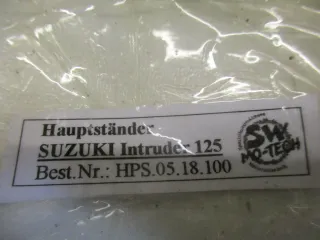 Hauptständer
SUZUKI Intruder 125
Best.Nr.: HPS.05.18.100
SW
MO-TECH